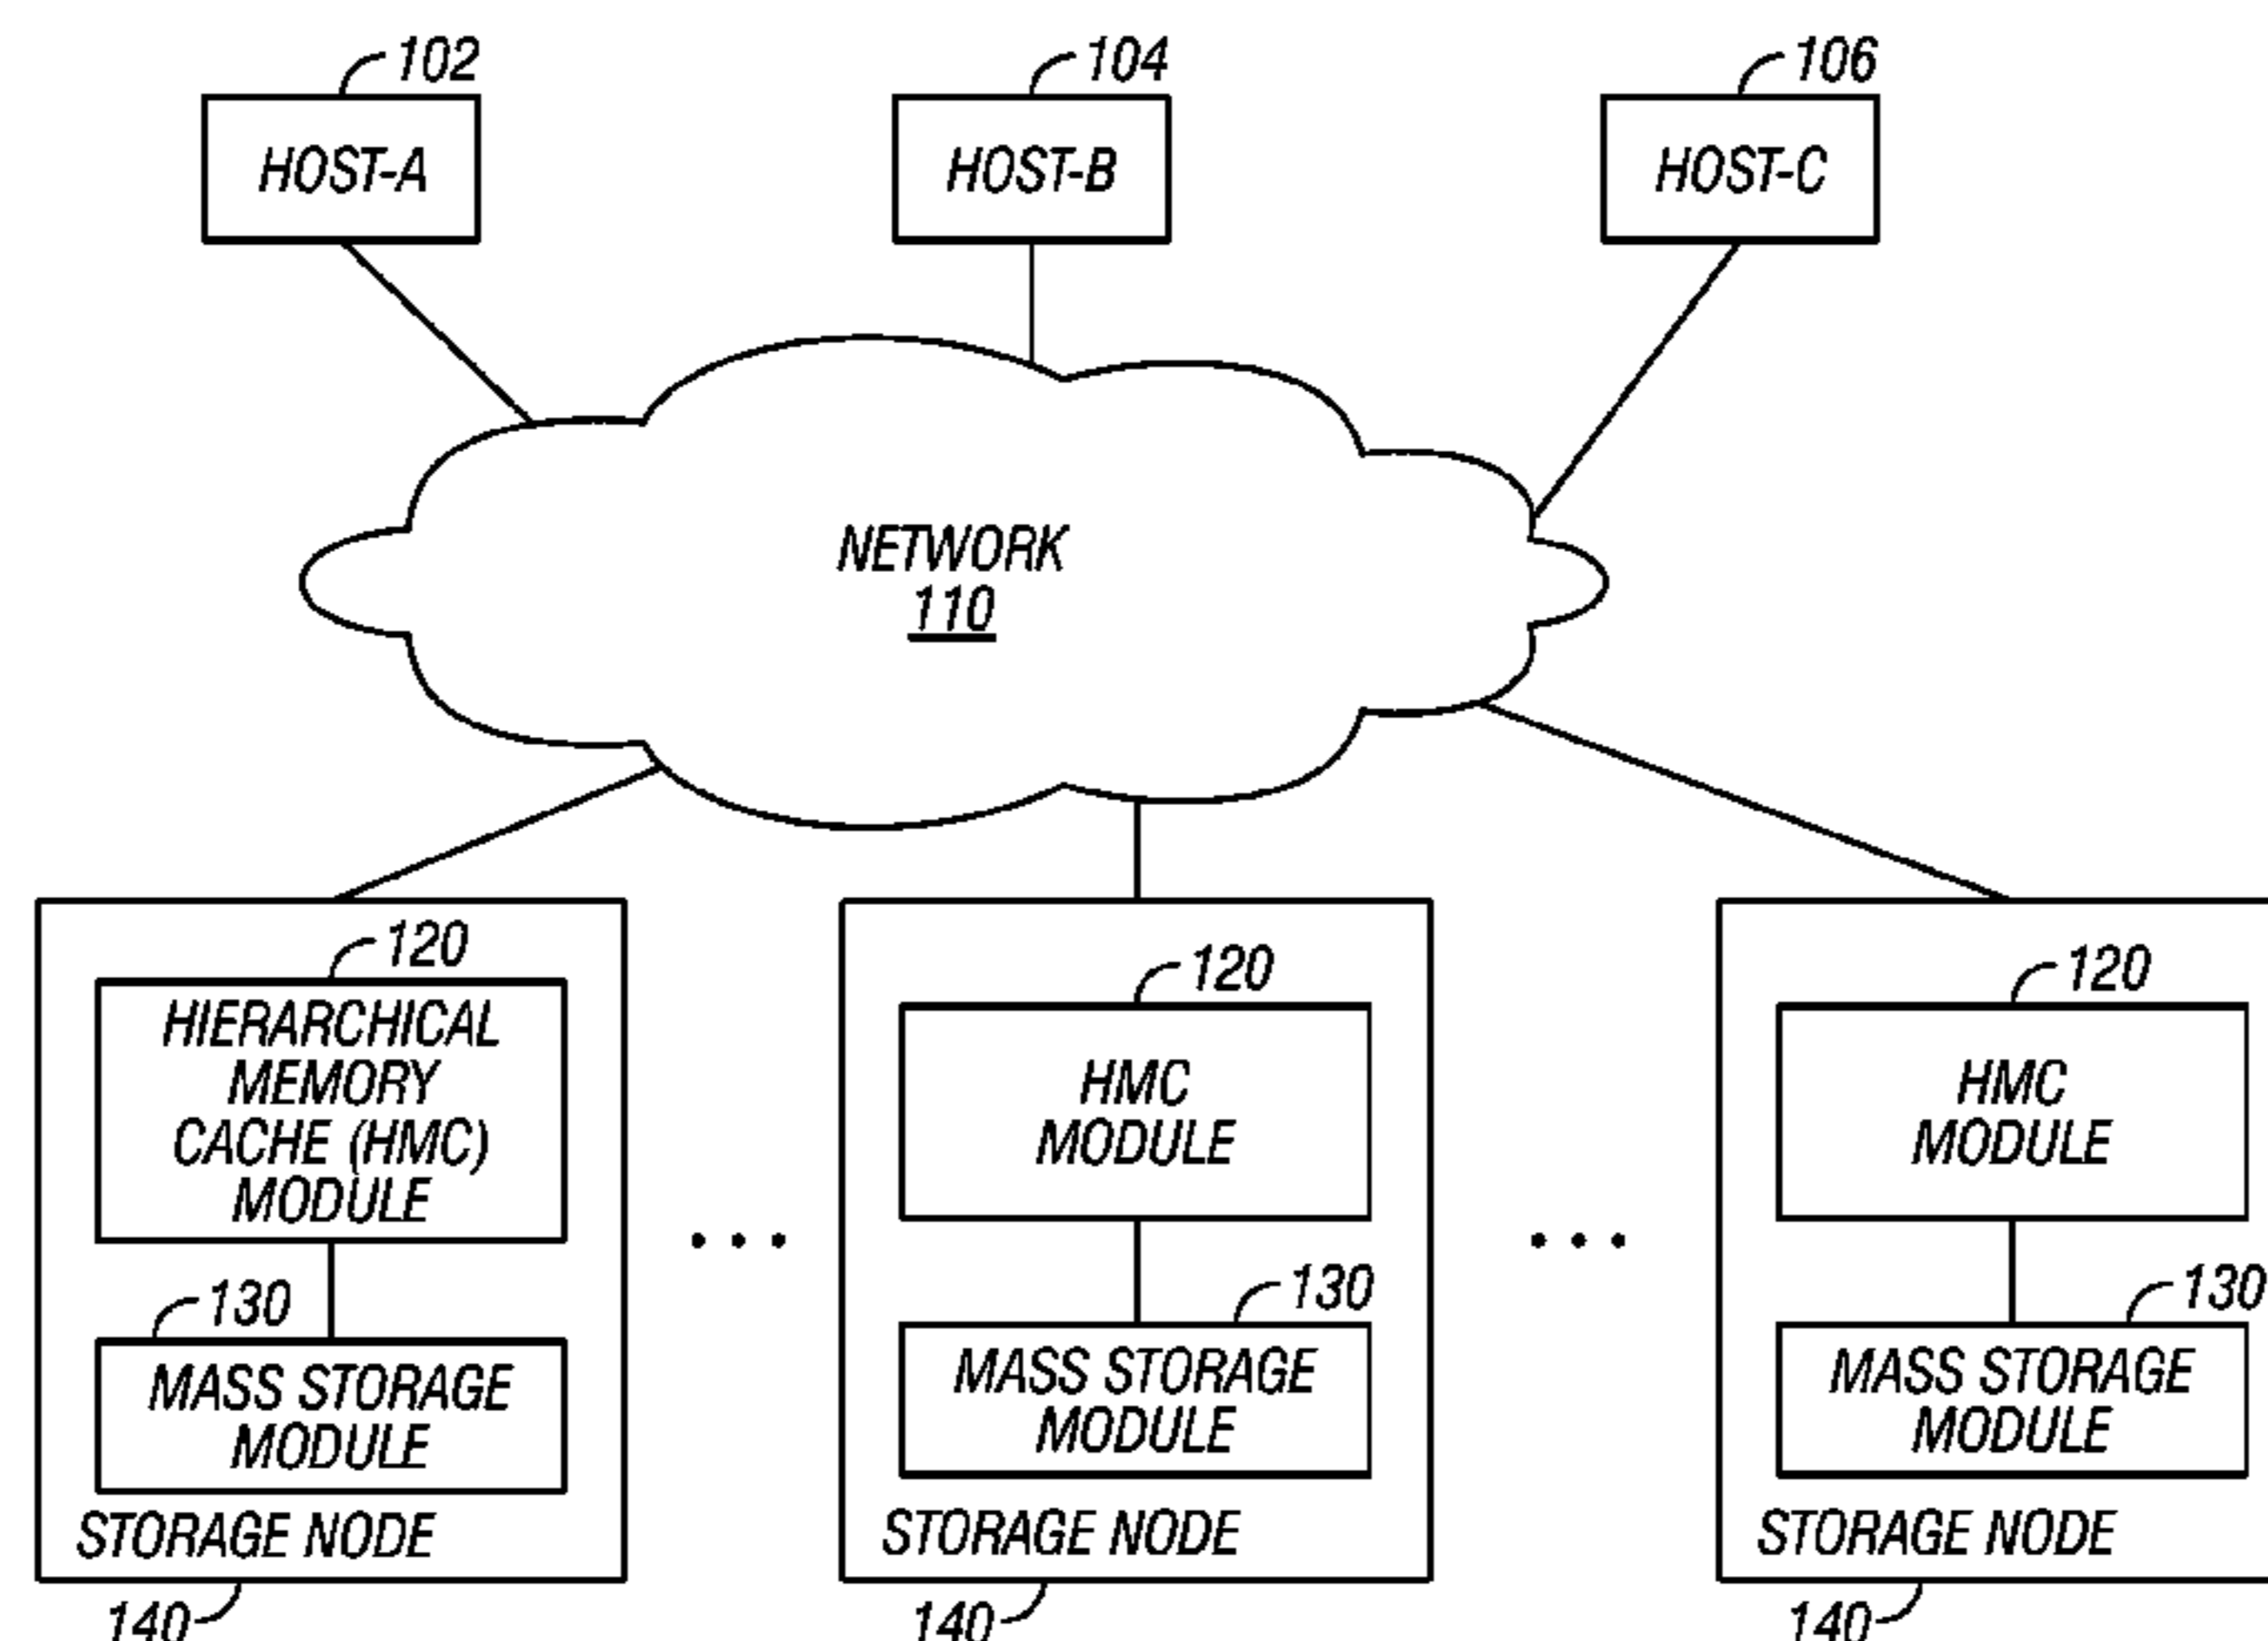 102
104
106
HOST-A
HOST-B
HOST-C
NETWORK
110
120
HIERARCHICAL
MEMORY
CACHE (HMC)
MODULE
130
MASS STORAGE
MODULE
STORAGE NODE
140
...
120
HMC
MODULE
130
MASS STORAGE
MODULE
STORAGE NODE
140
...
120
HMC
MODULE
130
MASS STORAGE
MODULE
STORAGE NODE
140